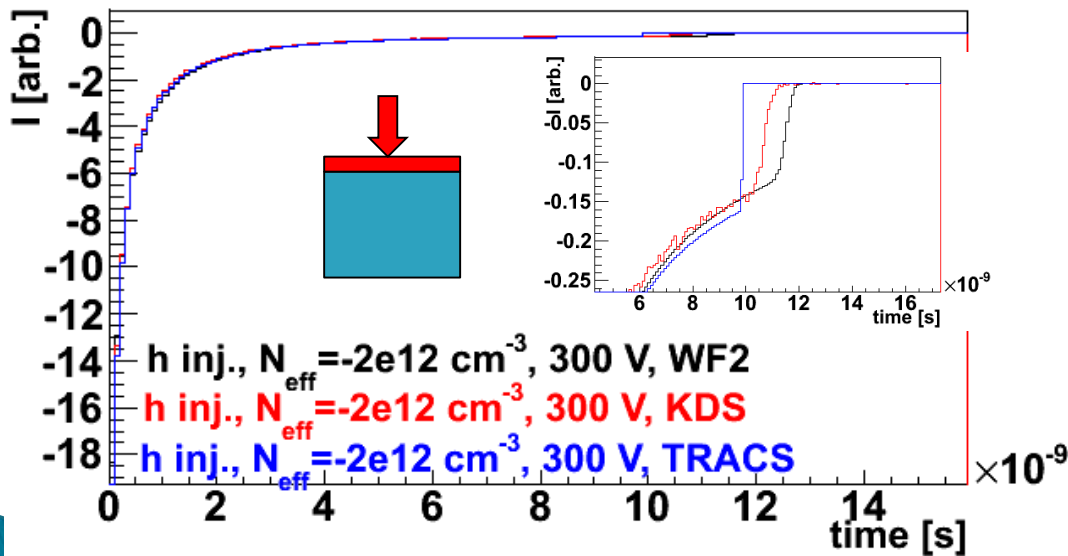 I [arb.]
0
-2
-4
-6
-8
-10
-12
-14
-16
-18
-I [arb.]
0
-0.05
-0.1
-0.15
-0.2
-0.25
6 8 10 12 14 16
×10⁻⁹
time [s]
h inj., N_eff=-2e12 cm⁻³, 300 V, WF2
h inj., N_eff=-2e12 cm⁻³, 300 V, KDS
h inj., N_eff=-2e12 cm⁻³, 300 V, TRACS
×10⁻⁹
0 2 4 6 8 10 12 14
time [s]